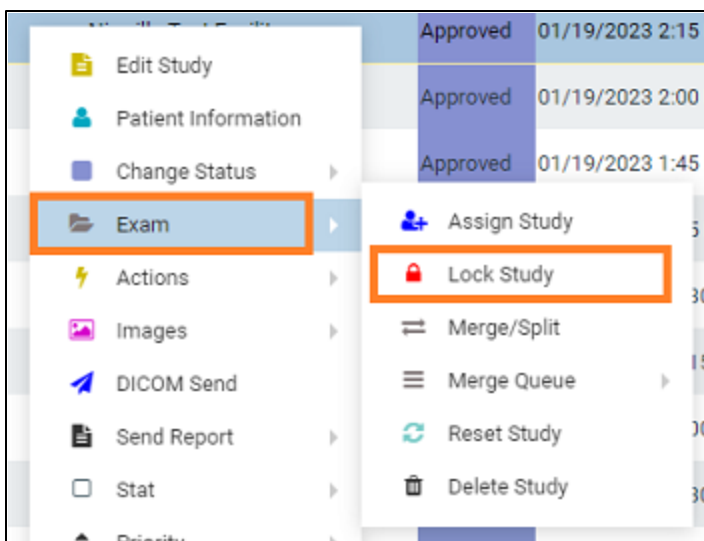 Approved 01/19/2023 2:15
Edit Study
Approved 01/19/2023 2:00
Patient Information
Change Status
Approved 01/19/2023 1:45
Exam
Assign Study
Actions
Lock Study
Images
Merge/Split
DICOM Send
Merge Queue
Send Report
Reset Study
Stat
Delete Study